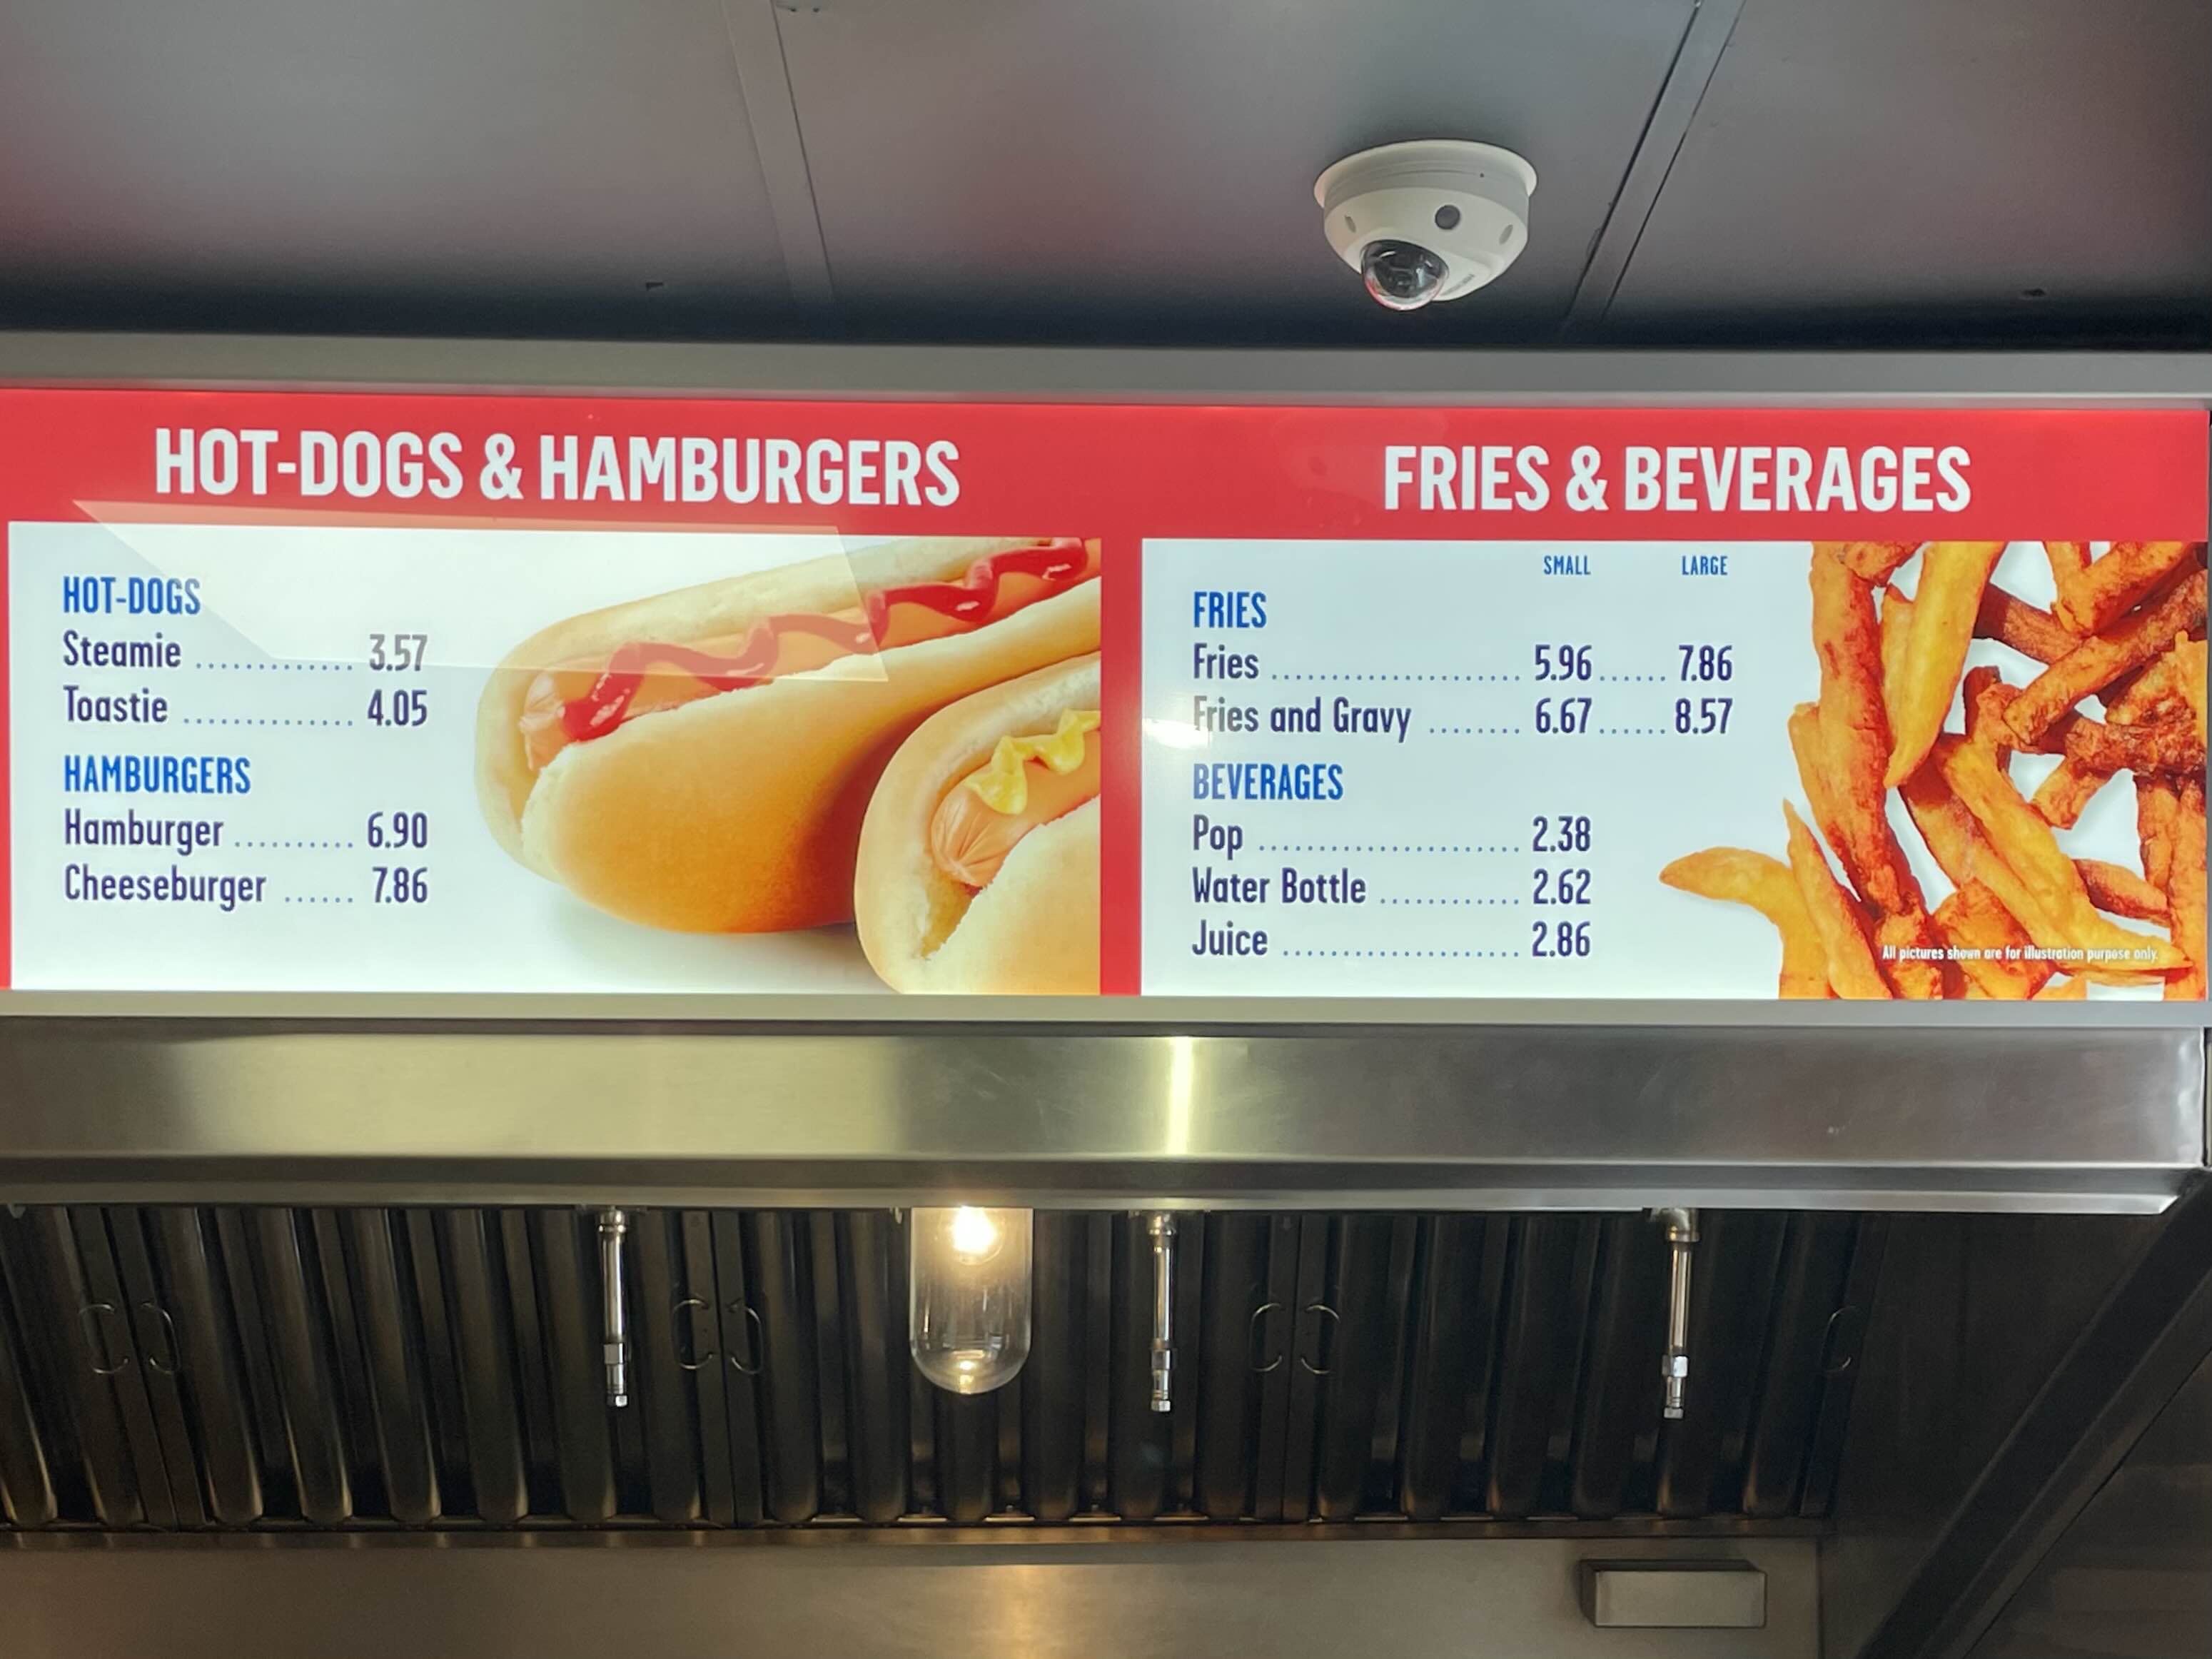 HOT-DOGS & HAMBURGERS
HOT-DOGS
Steamie .............. 3.57
Toastie ............... 4.05
HAMBURGERS
Hamburger .......... 6.90
Cheeseburger ...... 7.86
FRIES & BEVERAGES
SMALL LARGE
FRIES
Fries ...................... 5.96 ...... 7.86
Fries and Gravy ........ 6.67 ...... 8.57
BEVERAGES
Pop ....................... 2.38
Water Bottle ............ 2.62
Juice ..................... 2.86
All pictures shown are for illustration purpose only.